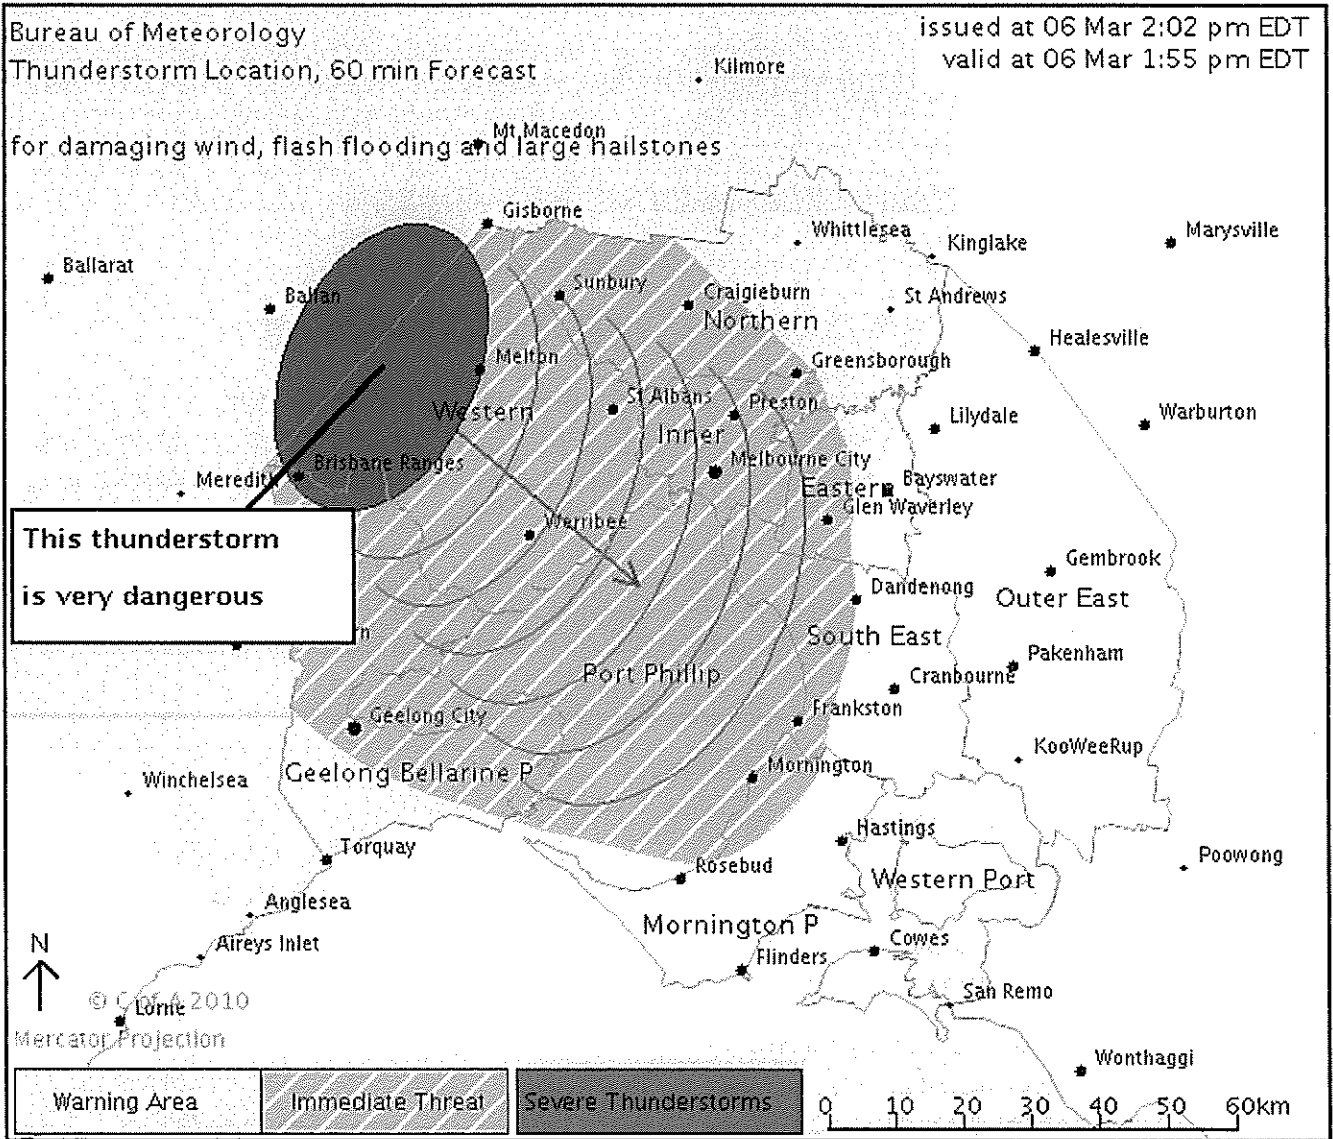 Bureau of Meteorology
Thunderstorm Location, 60 min Forecast
issued at 06 Mar 2:02 pm EDT
valid at 06 Mar 1:55 pm EDT
for damaging wind, flash flooding and large hailstones
Kilmore
Mt Macedon
Gisborne
Whittlesea
Kinglake
Marysville
Ballarat
Ballan
Sunbury
Craigieburn
Northern
St Andrews
Healesville
Melton
Greensborough
Western
St Albans
Preston
Lilydale
Warburton
Inner
Melbourne City
Meredith
Brisbane Ranges
Eastern
Bayswater
Glen Waverley
Werribee
This thunderstorm
is very dangerous
Gembrook
Dandenong
Outer East
South East
Pakenham
Port Phillip
Cranbourne
Frankston
Geelong City
KooWeeRup
Geelong Bellarine P
Mornington
Winchelsea
Hastings
Torquay
Rosebud
Poowong
Western Port
Anglesea
Mornington P
Cowes
N
Aireys Inlet
Flinders
San Remo
© C of A 2010
Lorne
Mercator Projection
Wonthaggi
Warning Area
Immediate Threat
Severe Thunderstorms
0 10 20 30 40 50 60km